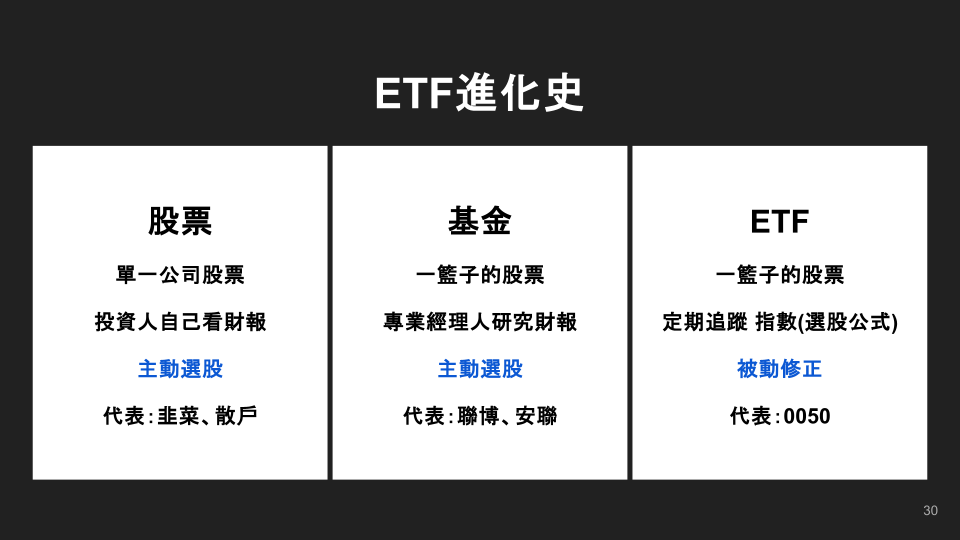 ETF進化史
股票
單一公司股票
投資人自己看財報
主動選股
代表：韭菜、散戶
基金
一籃子的股票
專業經理人研究財報
主動選股
代表：聯博、安聯
ETF
一籃子的股票
定期追蹤 指數(選股公式)
被動修正
代表：0050
30